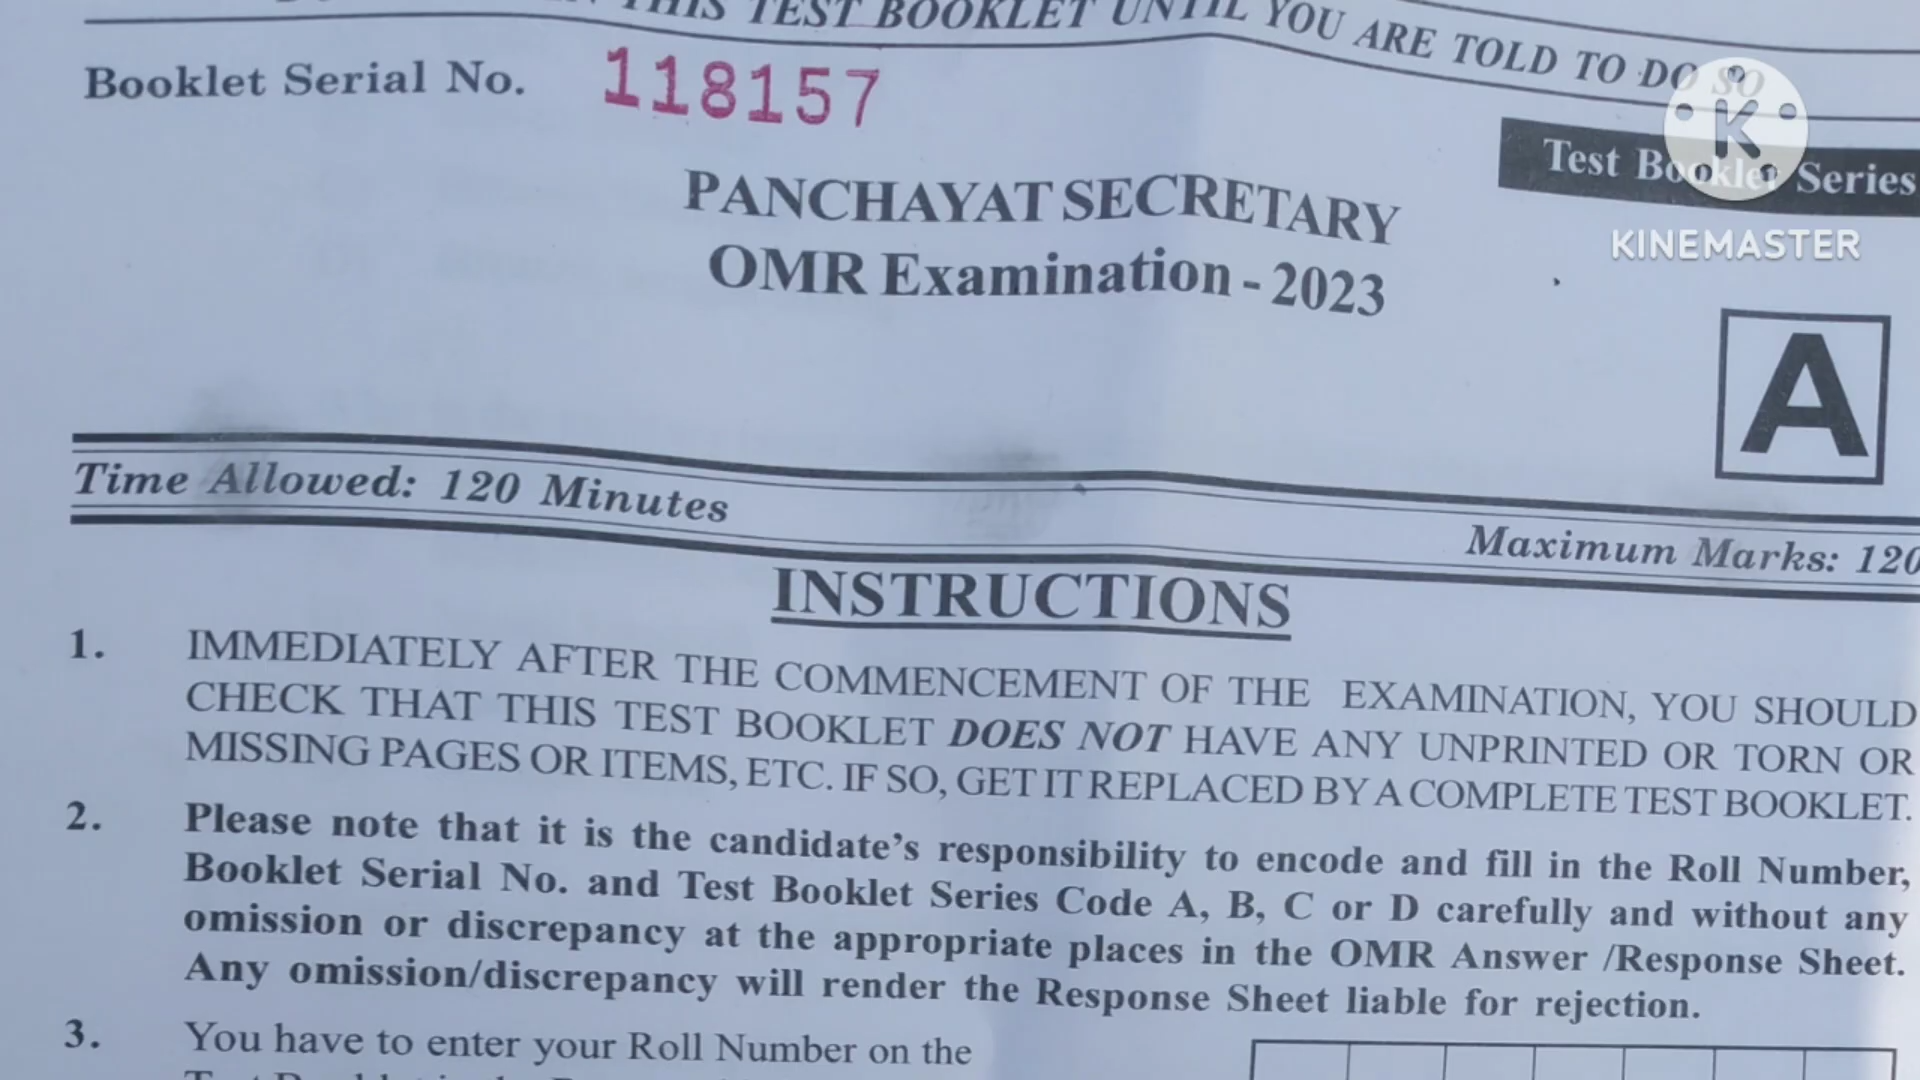 THIS TEST BOOKLET UNTIL YOU ARE TOLD TO DO SO
Booklet Serial No. 118157
Test Booklet Series
KINEMASTER
PANCHAYAT SECRETARY
OMR Examination - 2023
A
Time Allowed: 120 Minutes
Maximum Marks: 120
INSTRUCTIONS
1. IMMEDIATELY AFTER THE COMMENCEMENT OF THE EXAMINATION, YOU SHOULD
CHECK THAT THIS TEST BOOKLET DOES NOT HAVE ANY UNPRINTED OR TORN OR
MISSING PAGES OR ITEMS, ETC. IF SO, GET IT REPLACED BY A COMPLETE TEST BOOKLET.
2. Please note that it is the candidate's responsibility to encode and fill in the Roll Number,
Booklet Serial No. and Test Booklet Series Code A, B, C or D carefully and without any
omission or discrepancy at the appropriate places in the OMR Answer /Response Sheet.
Any omission/discrepancy will render the Response Sheet liable for rejection.
3. You have to enter your Roll Number on the